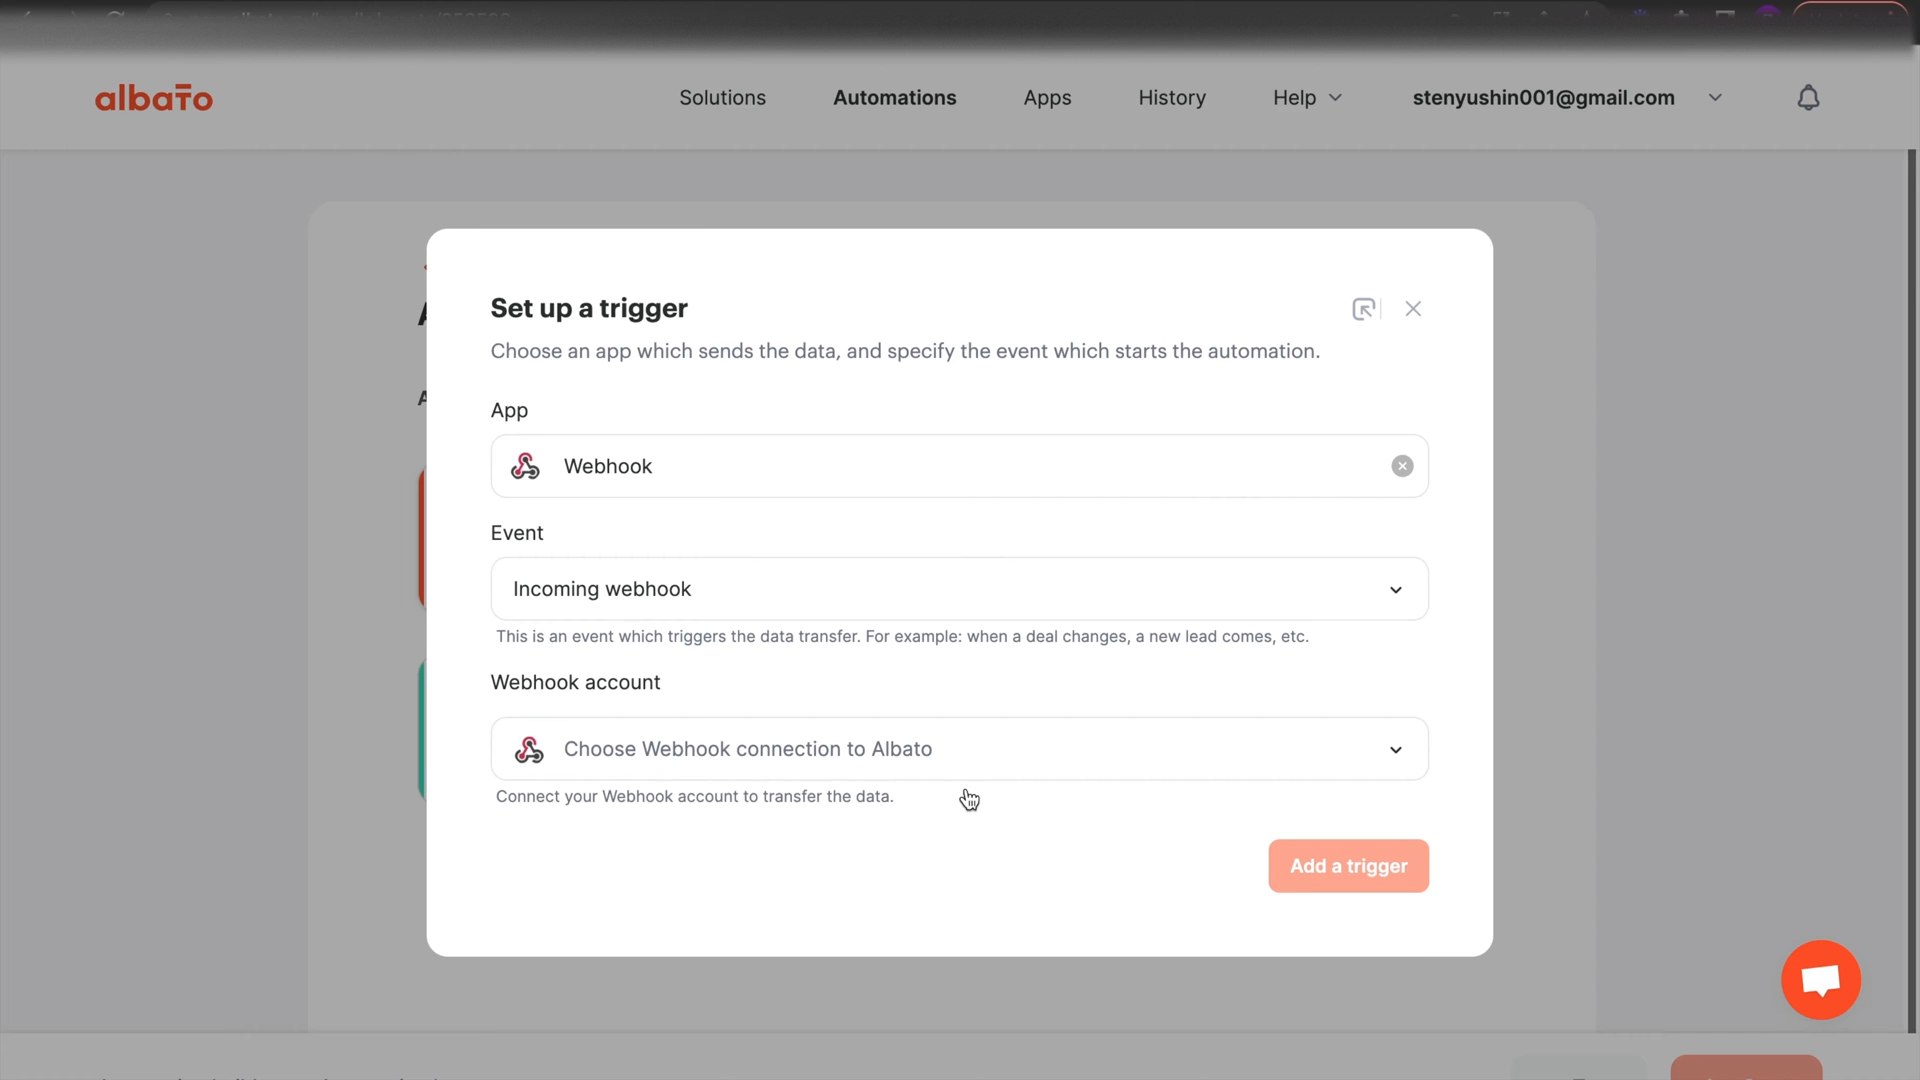 albato
Solutions
Automations
Apps
History
Help
stenyushin001@gmail.com
Set up a trigger
Choose an app which sends the data, and specify the event which starts the automation.
App
Webhook
Event
Incoming webhook
This is an event which triggers the data transfer. For example: when a deal changes, a new lead comes, etc.
Webhook account
Choose Webhook connection to Albato
Connect your Webhook account to transfer the data.
Add a trigger